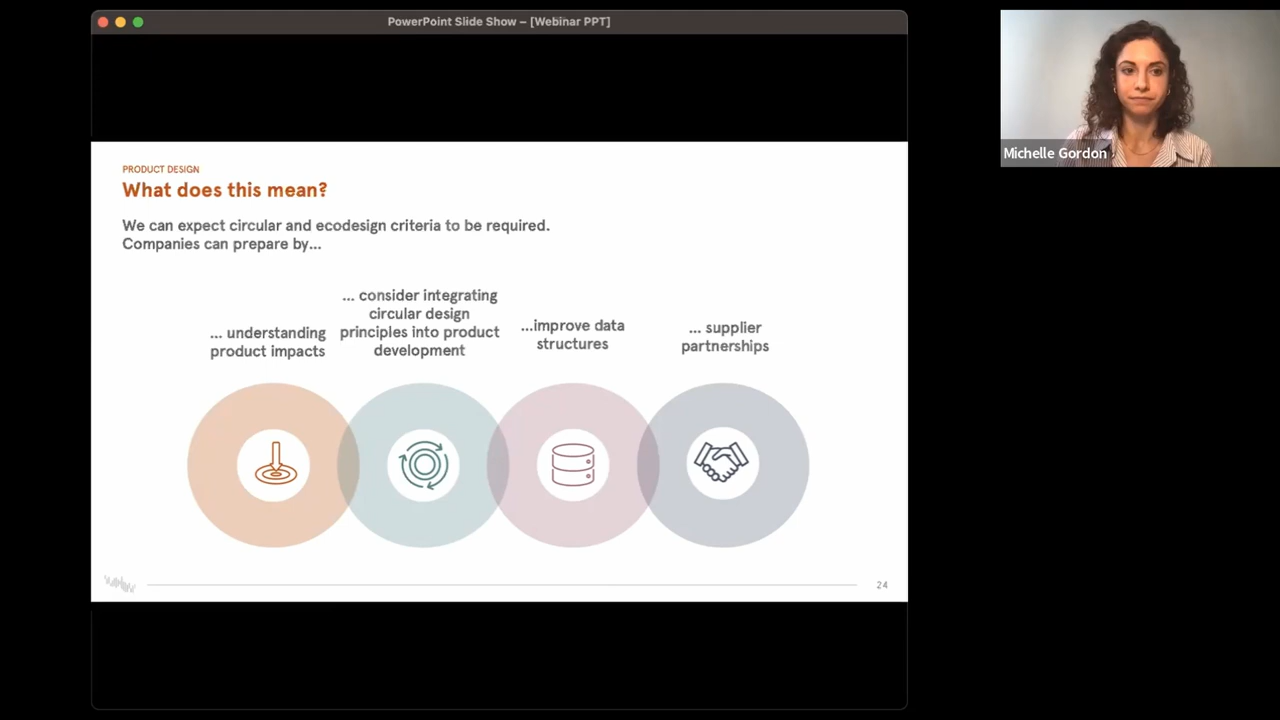 PowerPoint Slide Show – [Webinar PPT]
PRODUCT DESIGN
What does this mean?
We can expect circular and ecodesign criteria to be required.
Companies can prepare by...
... understanding
product impacts
... consider integrating
circular design
principles into product
development
...improve data
structures
... supplier
partnerships
24
Michelle Gordon